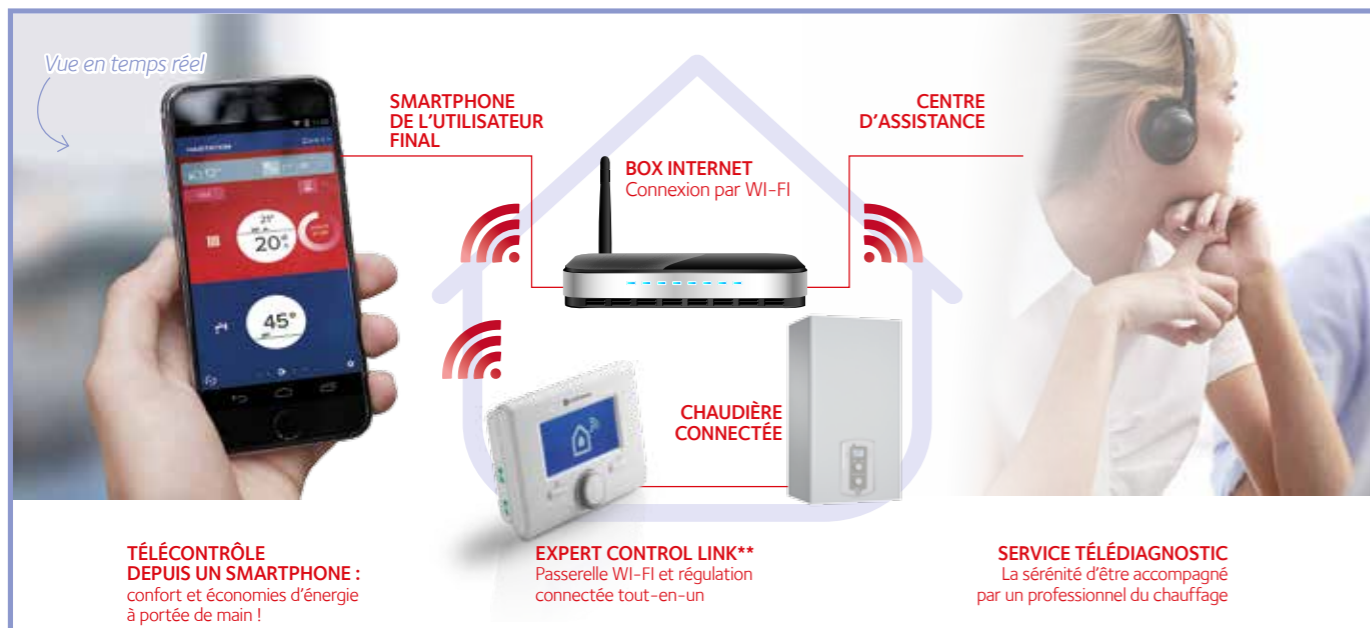 Vue en temps réel
SMARTPHONE
DE L'UTILISATEUR
FINAL
CENTRE
D'ASSISTANCE
BOX INTERNET
Connexion par WI-FI
21°
20°
45°
CHAUDIÈRE
CONNECTÉE
TÉLÉCONTRÔLE
DEPUIS UN SMARTPHONE :
confort et économies d'énergie
à portée de main !
EXPERT CONTROL LINK**
Passerelle WI-FI et régulation
connectée tout-en-un
SERVICE TÉLÉDIAGNOSTIC
La sérénité d'être accompagné
par un professionnel du chauffage